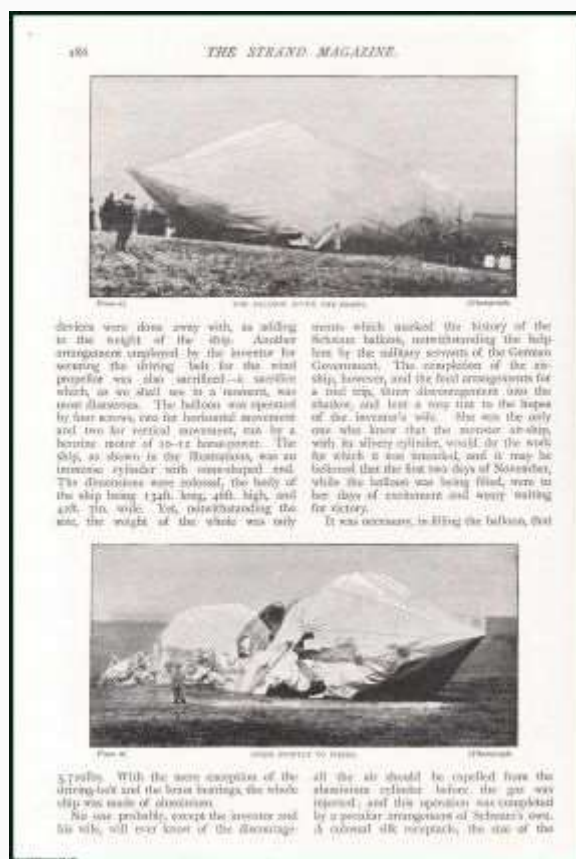 486
THE STRAND MAGAZINE.
From a]
[Photograph.
devices were done away with, as adding
to the weight of the ship. Another
arrangement employed by the inventor for
securing the driving belt for the wind
propeller was also sacrificed—a sacrifice
which, as we shall see in a moment, was
most disastrous. The balloon was operated
by four screws, two for horizontal movement
and two for vertical movement, run by a
benzine motor of 10-12 horse-power. The
ship, as shown in the illustrations, was an
immense cylinder with cone-shaped end.
The dimensions were colossal, the body of
the ship being 134ft. long, 46ft. high, and
42ft. 7in. wide. Yet, notwithstanding the
size, the weight of the whole was only
ments which marked the history of the
Schwarz balloon, notwithstanding the help
lent by the military servants of the German
Government. The completion of the air-
ship, however, and the final arrangements for
a trial trip, threw discouragement into the
shadow, and lent a rosy tint to the hopes
of the inventor's wife. She was the only
one who knew that the monster air-ship,
with its silvery cylinder, would do the work
for which it was intended, and it may be
believed that the first two days of November,
while the balloon was being filled, were to
her days of excitement and weary waiting
for victory.
It was necessary, in filling the balloon, that
From a]
[Photograph.
With the mere exception of the
driving-belt and the brass bearings, the whole
ship was made of aluminium.
No one probably, except the inventor and
his wife, will ever know of the discourage-
all the air should be expelled from the
aluminium cylinder before the gas was
injected; and this operation was completed
by a peculiar arrangement of Schwarz's own.
A colossal silk receptacle, the size of the